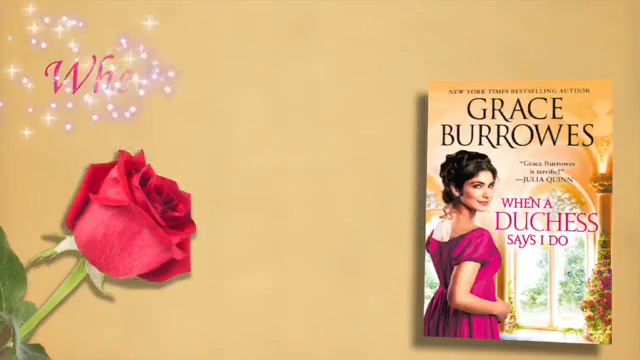 Whe
NEW YORK TIMES BESTSELLING AUTHOR
GRACE
BURROWES
"Grace Burrowes
is terrific!"
—JULIA QUINN
WHEN A
DUCHESS
SAYS I DO